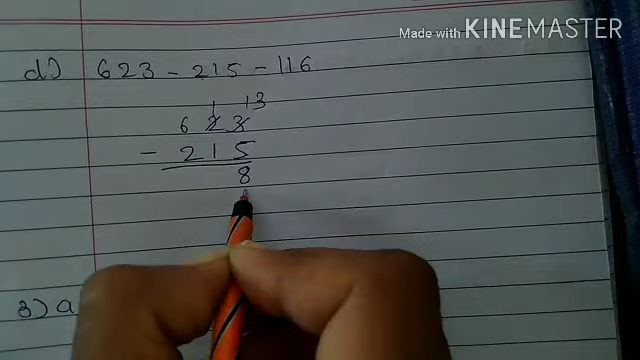 Made with KINEMASTER
d) 623 - 215 - 116
1 13
6 2 3
- 2 1 5
8
3) a